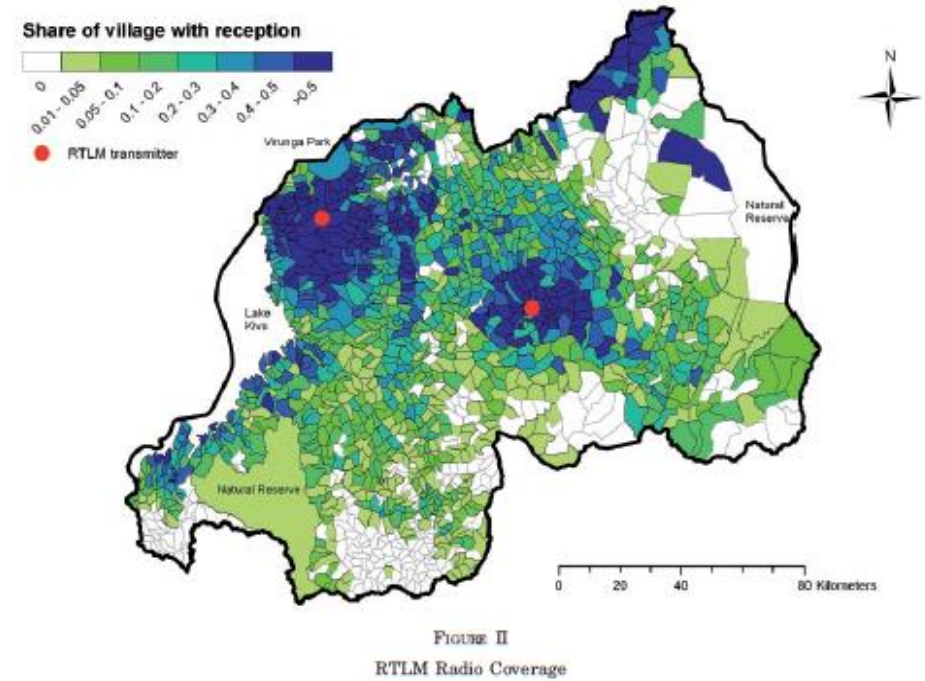 Share of village with reception
0
0.01 - 0.05
0.05 - 0.1
0.1 - 0.2
0.2 - 0.3
0.3 - 0.4
0.4 - 0.5
>0.5
RTLM transmitter
N
Virunga Park
Natural
Reserve
Lake
Kivu
Natural Reserve
0 20 40 80 Kilometers
FIGURE II
RTLM Radio Coverage